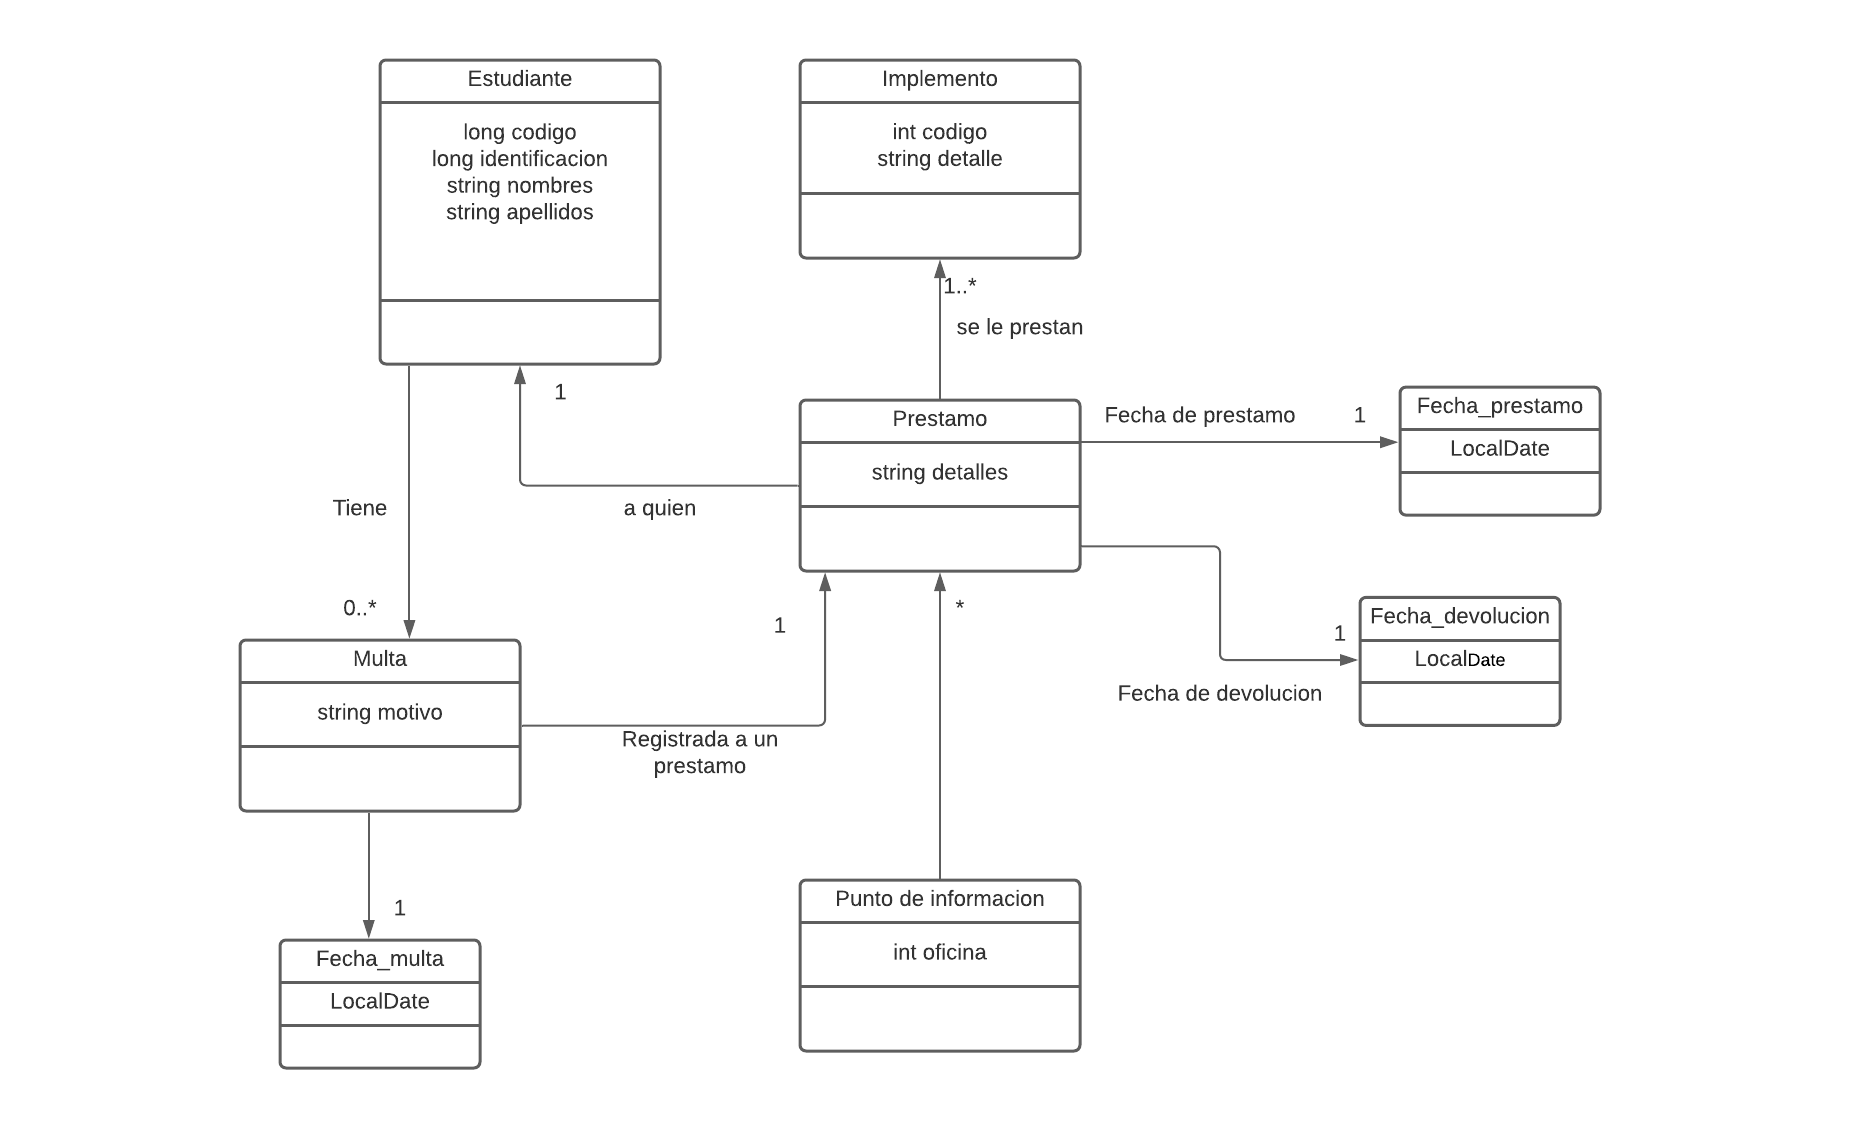 Estudiante
long codigo
long identificacion
string nombres
string apellidos
Implemento
int codigo
string detalle
1..*
se le prestan
1
a quien
Prestamo
string detalles
Fecha de prestamo
1
Fecha_prestamo
LocalDate
Tiene
0..*
1
*
1
Fecha de devolucion
Fecha_devolucion
LocalDate
Multa
string motivo
Registrada a un
prestamo
1
Fecha_multa
LocalDate
Punto de informacion
int oficina